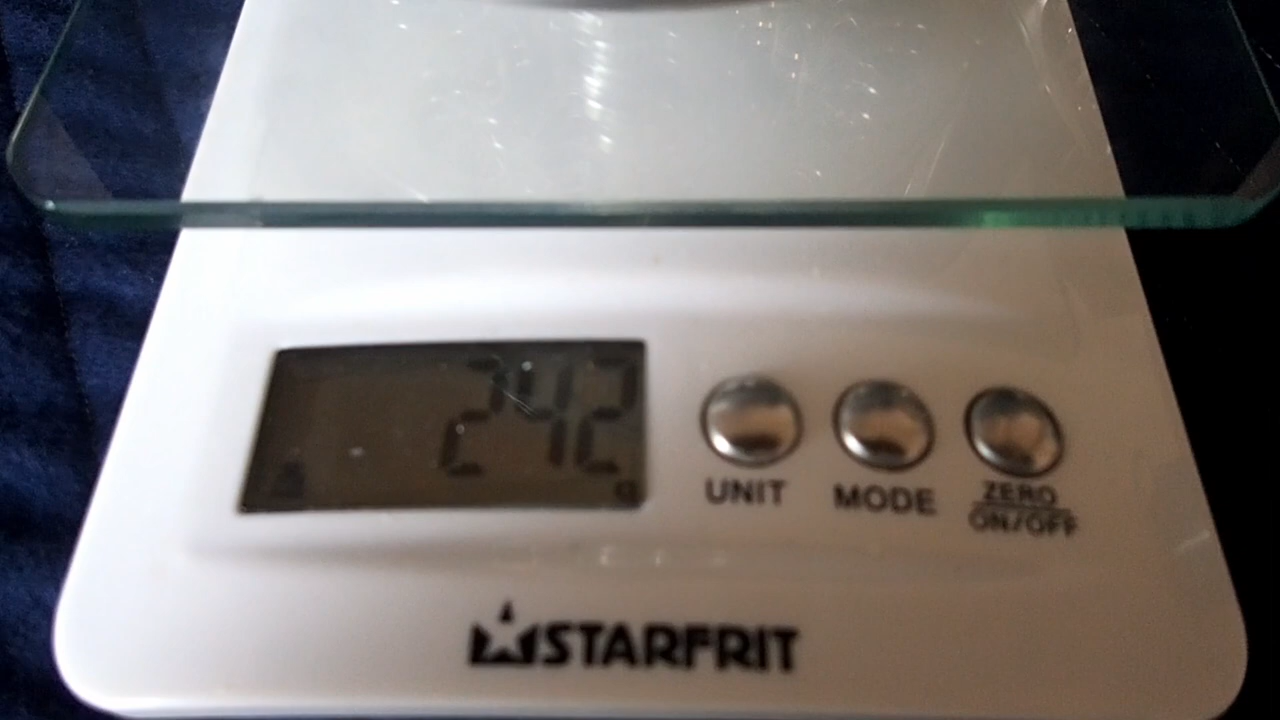 242
g
UNIT MODE ZERO
ON/OFF
STARFRIT